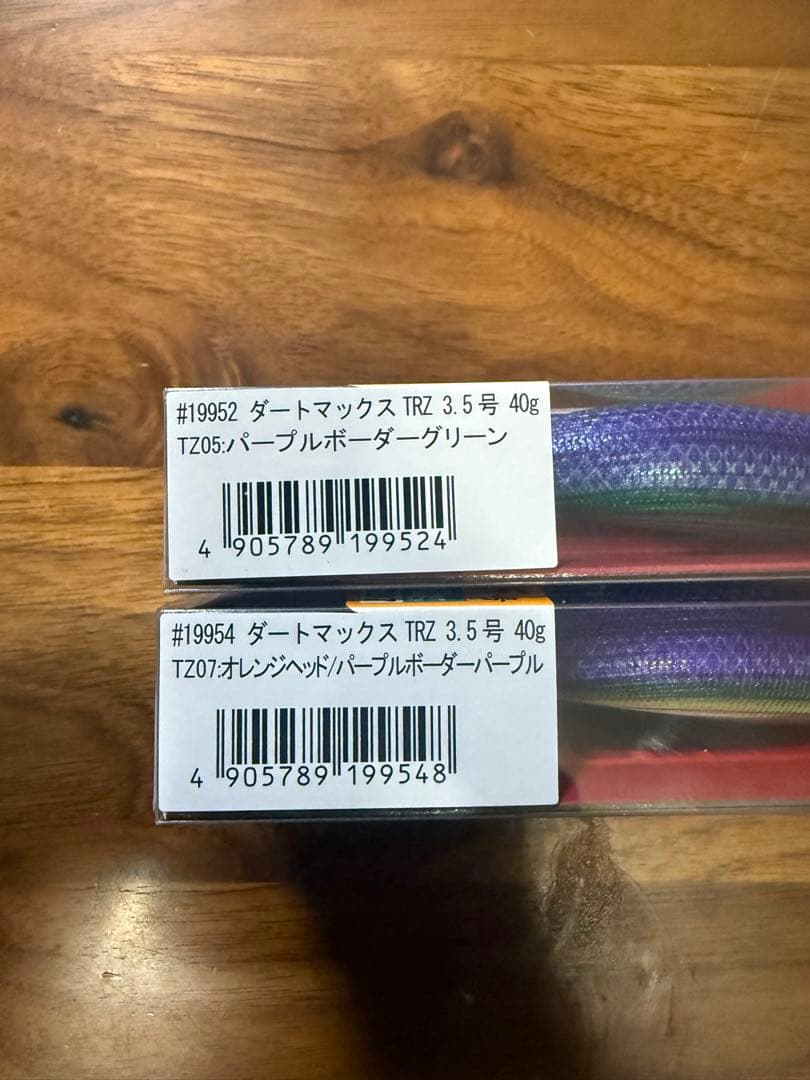 #19952 ダートマックス TRZ 3.5号 40g
TZ05:パープルボーダーグリーン
4 905789 199524
#19954 ダートマックス TRZ 3.5号 40g
TZ07:オレンジヘッド/パープルボーダーパープル
4 905789 199548